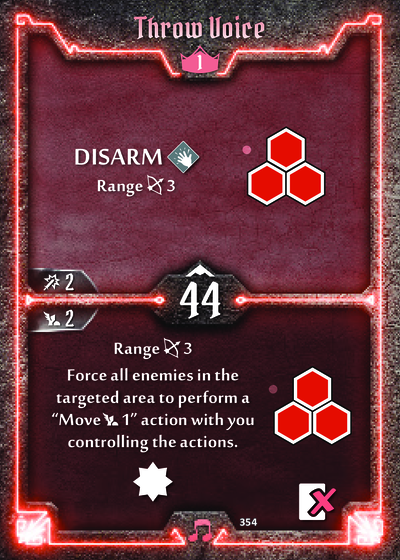 Throw Voice
1
DISARM
Range 3
2
44
2
Range 3
Force all enemies in the
targeted area to perform a
“Move 1” action with you
controlling the actions.
354